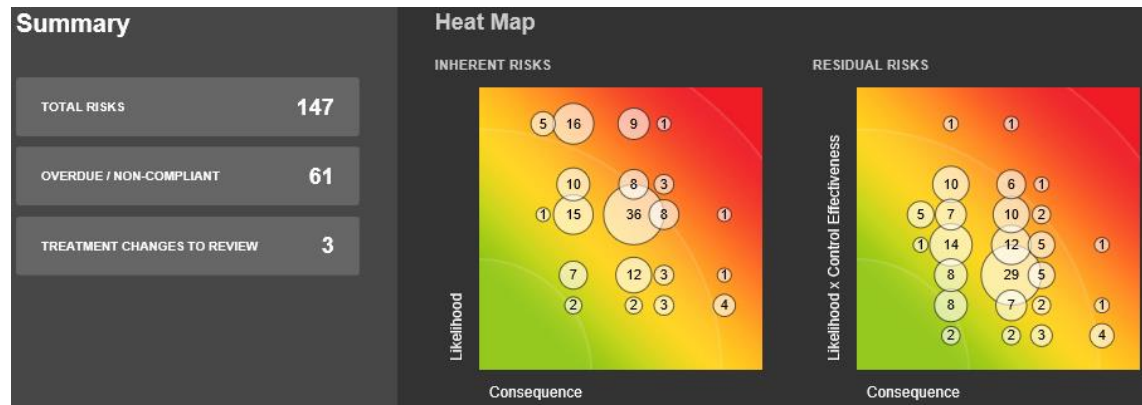 Summary
TOTAL RISKS 147
OVERDUE / NON-COMPLIANT 61
TREATMENT CHANGES TO REVIEW 3
Heat Map
INHERENT RISKS
5 16 9 1
10 8 3
1 15 36 8 1
7 12 3 1
2 2 3 4
Likelihood
Consequence
RESIDUAL RISKS
1 1
10 6 1
5 7 10 2
1 14 12 5 1
8 29 5
8 7 2 1
2 2 3 4
Likelihood x Control Effectiveness
Consequence